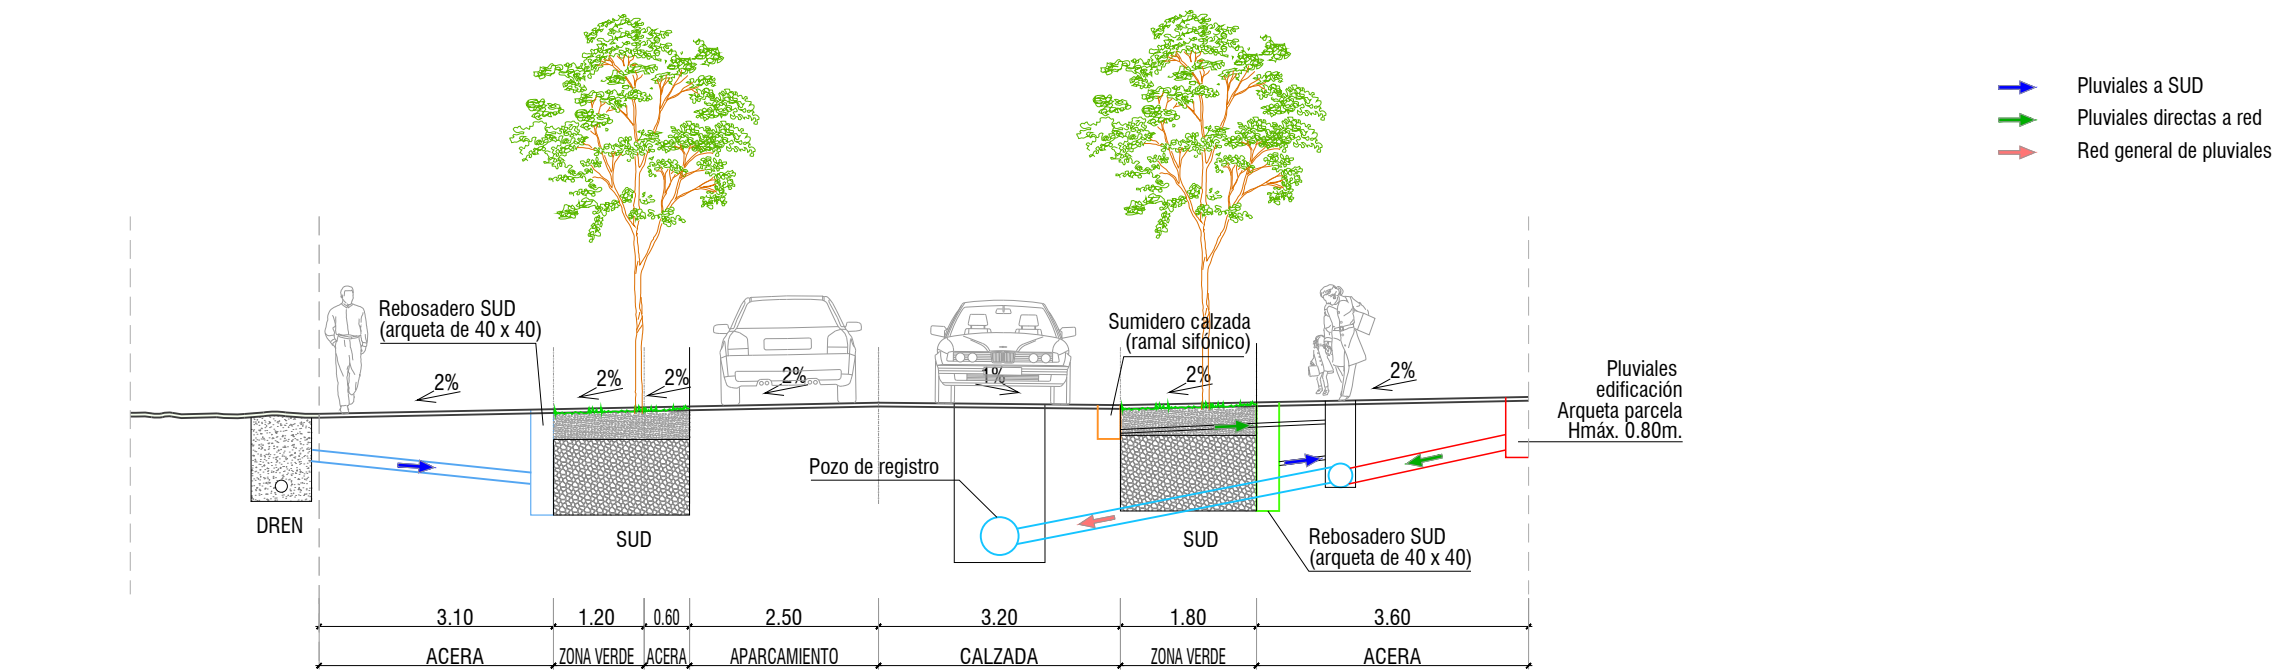 Pluviales a SUD
Pluviales directas a red
Red general de pluviales
Rebosadero SUD
(arqueta de 40 x 40)
Sumidero calzada
(ramal sifónico)
2%
2%
2%
2%
1%
2%
2%
Pluviales
edificación
Arqueta parcela
Hmáx. 0.80m.
Pozo de registro
DREN
SUD
SUD
Rebosadero SUD
(arqueta de 40 x 40)
3.10
1.20
0.60
2.50
3.20
1.80
3.60
ACERA
ZONA VERDE
ACERA
APARCAMIENTO
CALZADA
ZONA VERDE
ACERA